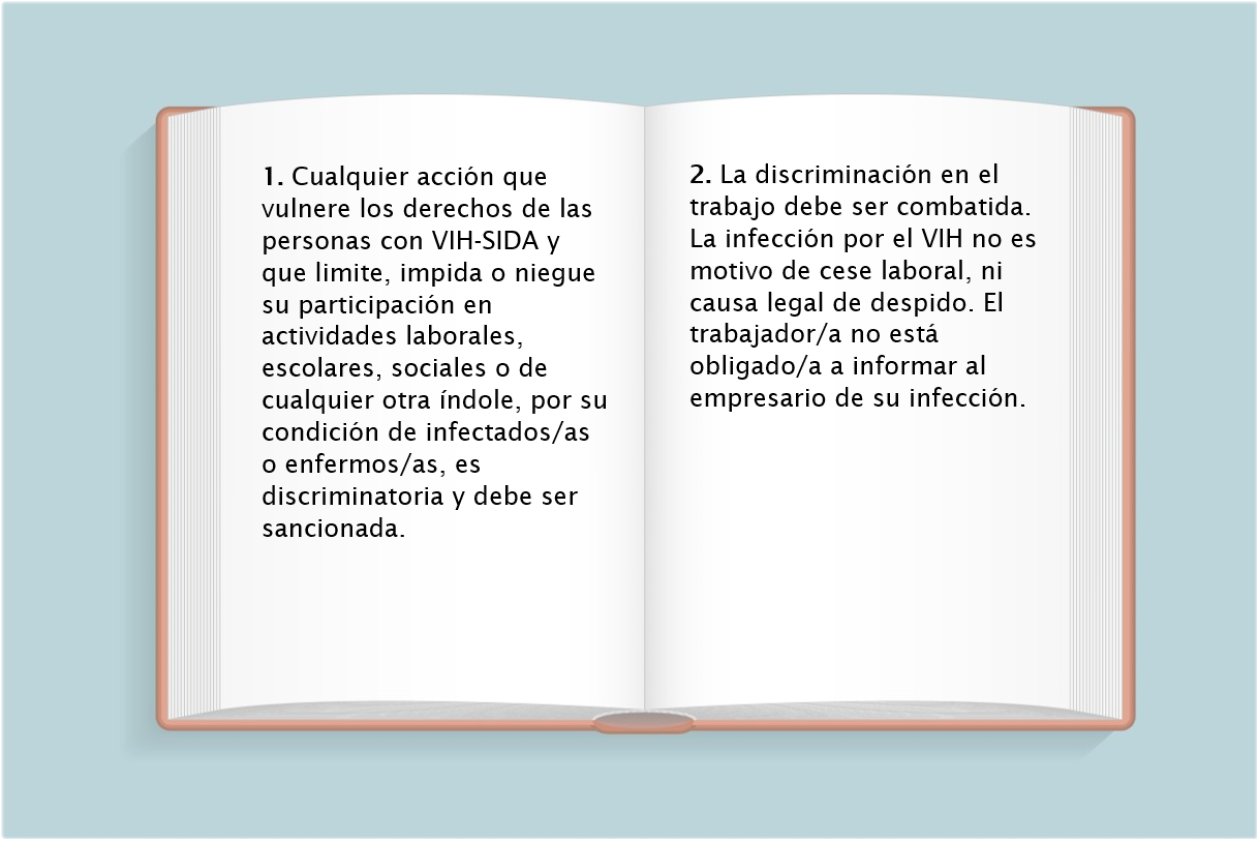 1. Cualquier acción que
vulnere los derechos de las
personas con VIH-SIDA y
que limite, impida o niegue
su participación en
actividades laborales,
escolares, sociales o de
cualquier otra índole, por su
condición de infectados/as
o enfermos/as, es
discriminatoria y debe ser
sancionada.
2. La discriminación en el
trabajo debe ser combatida.
La infección por el VIH no es
motivo de cese laboral, ni
causa legal de despido. El
trabajador/a no está
obligado/a a informar al
empresario de su infección.